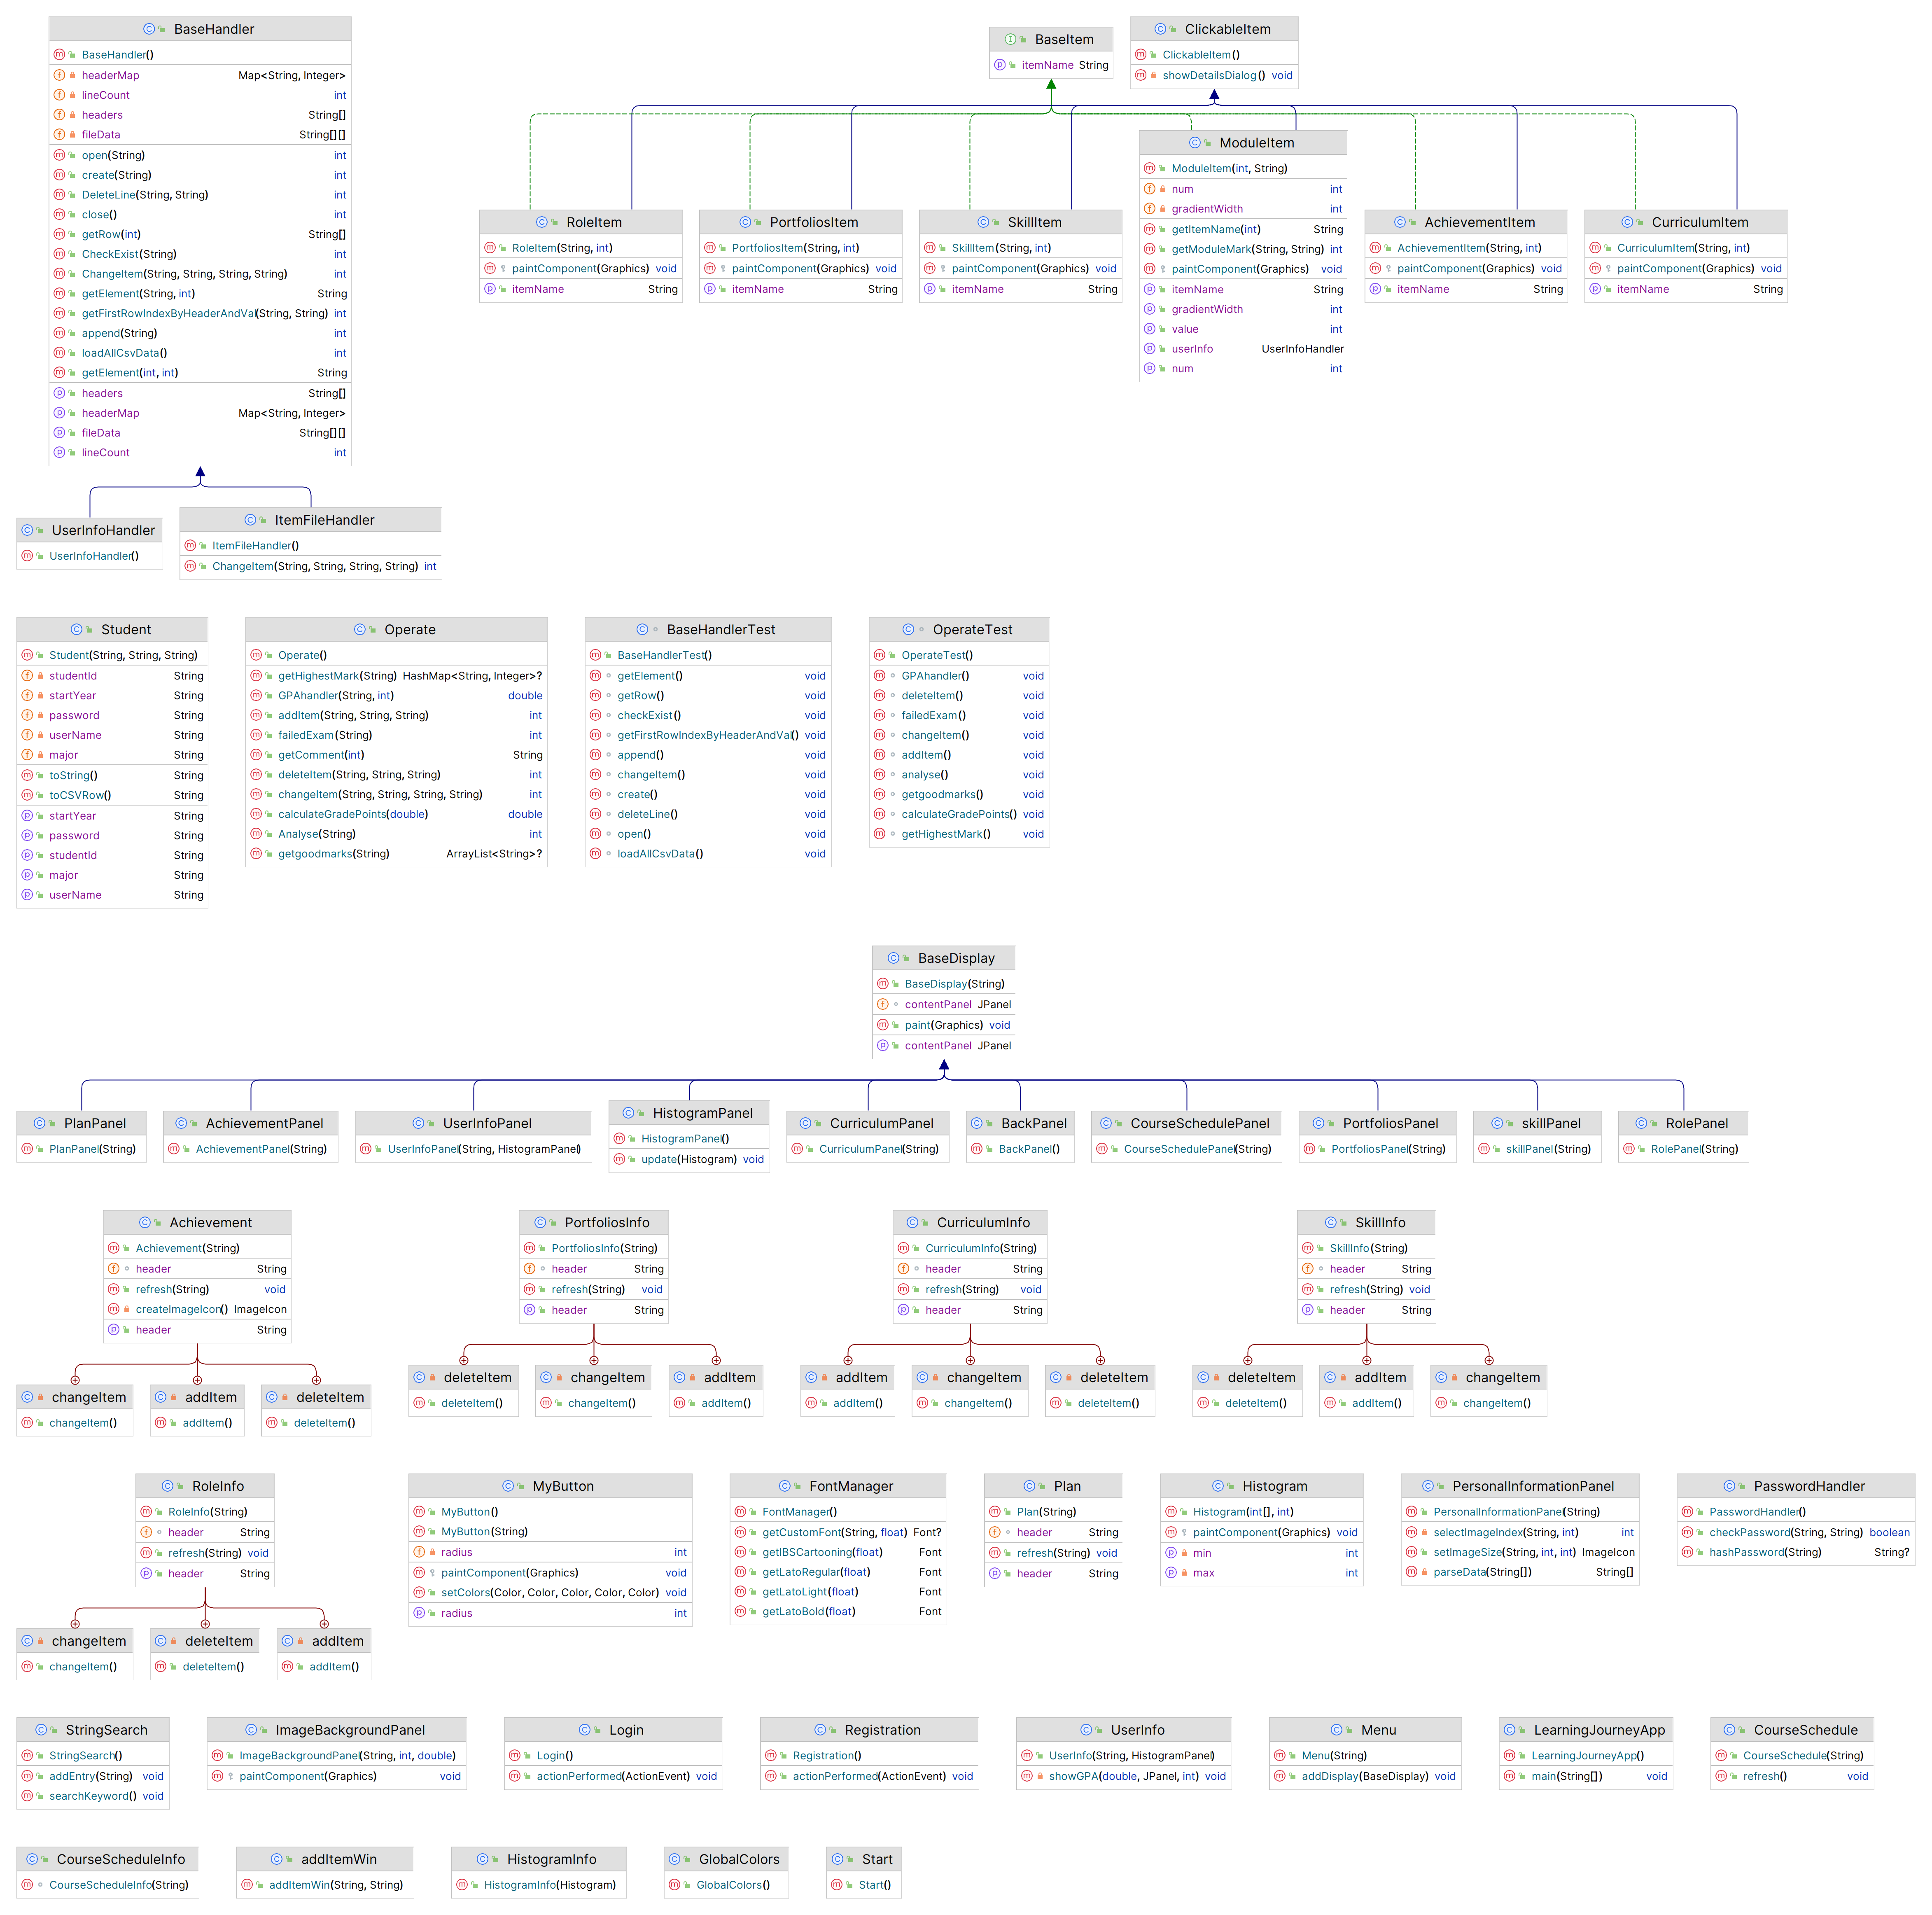 BaseHandler
BaseHandler()
headerMap Map<String, Integer>
lineCount int
headers String[]
fileData String[][]
open(String) int
create(String) int
DeleteLine(String, String) int
close() int
getRow(int) String[]
CheckExist(String) int
ChangeItem(String, String, String, String) int
getElement(String, int) String
getFirstRowIndexByHeaderAndVal(String, String) int
append(String) int
loadAllCsvData() int
getElement(int, int) String
headers String[]
headerMap Map<String, Integer>
fileData String[][]
lineCount int
BaseItem
itemName String
ClickableItem
ClickableItem()
showDetailsDialog() void
RoleItem
RoleItem(String, int)
paintComponent(Graphics) void
itemName String
PortfoliosItem
PortfoliosItem(String, int)
paintComponent(Graphics) void
itemName String
SkillItem
SkillItem(String, int)
paintComponent(Graphics) void
itemName String
ModuleItem
ModuleItem(int, String)
num int
gradientWidth int
getItemName(int) String
getModuleMark(String, String) int
paintComponent(Graphics) void
itemName String
gradientWidth int
value int
userInfo UserInfoHandler
num int
AchievementItem
AchievementItem(String, int)
paintComponent(Graphics) void
itemName String
CurriculumItem
CurriculumItem(String, int)
paintComponent(Graphics) void
itemName String
UserInfoHandler
UserInfoHandler()
ItemFileHandler
ItemFileHandler()
ChangeItem(String, String, String, String) int
Student
Student(String, String, String)
studentId String
startYear String
password String
userName String
major String
toString() String
toCSVRow() String
startYear String
password String
studentId String
major String
userName String
Operate
Operate()
getHighestMark(String) HashMap<String, Integer>?
GPAhandler(String, int) double
addItem(String, String, String) int
failedExam(String) int
getComment(int) String
deleteItem(String, String, String) int
changeItem(String, String, String, String) int
calculateGradePoints(double) double
Analyse(String) int
getgoodmarks(String) ArrayList<String>?
BaseHandlerTest
BaseHandlerTest()
getElement() void
getRow() void
checkExist() void
getFirstRowIndexByHeaderAndVal() void
append() void
changeItem() void
create() void
deleteLine() void
open() void
loadAllCsvData() void
OperateTest
OperateTest()
GPAhandler() void
deleteItem() void
failedExam() void
changeItem() void
addItem() void
analyse() void
getgoodmarks() void
calculateGradePoints() void
getHighestMark() void
BaseDisplay
BaseDisplay(String)
contentPanel JPanel
paint(Graphics) void
contentPanel JPanel
PlanPanel
PlanPanel(String)
AchievementPanel
AchievementPanel(String)
UserInfoPanel
UserInfoPanel(String, HistogramPanel)
HistogramPanel
HistogramPanel()
update(Histogram) void
CurriculumPanel
CurriculumPanel(String)
BackPanel
BackPanel()
CourseSchedulePanel
CourseSchedulePanel(String)
PortfoliosPanel
PortfoliosPanel(String)
skillPanel
skillPanel(String)
RolePanel
RolePanel(String)
Achievement
Achievement(String)
header String
refresh(String) void
createImageIcon() ImageIcon
header String
PortfoliosInfo
PortfoliosInfo(String)
header String
refresh(String) void
header String
CurriculumInfo
CurriculumInfo(String)
header String
refresh(String) void
header String
SkillInfo
SkillInfo(String)
header String
refresh(String) void
header String
changeItem
changeItem()
addItem
addItem()
deleteItem
deleteItem()
deleteItem
deleteItem()
changeItem
changeItem()
addItem
addItem()
addItem
addItem()
changeItem
changeItem()
deleteItem
deleteItem()
deleteItem
deleteItem()
addItem
addItem()
changeItem
changeItem()
RoleInfo
RoleInfo(String)
header String
refresh(String) void
header String
changeItem
changeItem()
deleteItem
deleteItem()
addItem
addItem()
MyButton
MyButton()
MyButton(String)
radius int
paintComponent(Graphics) void
setColors(Color, Color, Color, Color, Color) void
radius int
FontManager
FontManager()
getCustomFont(String, float) Font?
getIBSCartooning(float) Font
getLatoRegular(float) Font
getLatoLight(float) Font
getLatoBold(float) Font
Plan
Plan(String)
header String
refresh(String) void
header String
Histogram
Histogram(int[], int)
paintComponent(Graphics) void
min int
max int
PersonalInformationPanel
PersonalInformationPanel(String)
selectImageIndex(String, int) int
setImageSize(String, int, int) ImageIcon
parseData(String[]) String[]
PasswordHandler
PasswordHandler()
checkPassword(String, String) boolean
hashPassword(String) String?
StringSearch
StringSearch()
addEntry(String) void
searchKeyword() void
ImageBackgroundPanel
ImageBackgroundPanel(String, int, double)
paintComponent(Graphics) void
Login
Login()
actionPerformed(ActionEvent) void
Registration
Registration()
actionPerformed(ActionEvent) void
UserInfo
UserInfo(String, HistogramPanel)
showGPA(double, JPanel, int) void
Menu
Menu(String)
addDisplay(BaseDisplay) void
LearningJourneyApp
LearningJourneyApp()
main(String[]) void
CourseSchedule
CourseSchedule(String)
refresh() void
CourseScheduleInfo
CourseScheduleInfo(String)
addItemWin
addItemWin(String, String)
HistogramInfo
HistogramInfo(Histogram)
GlobalColors
GlobalColors()
Start
Start()